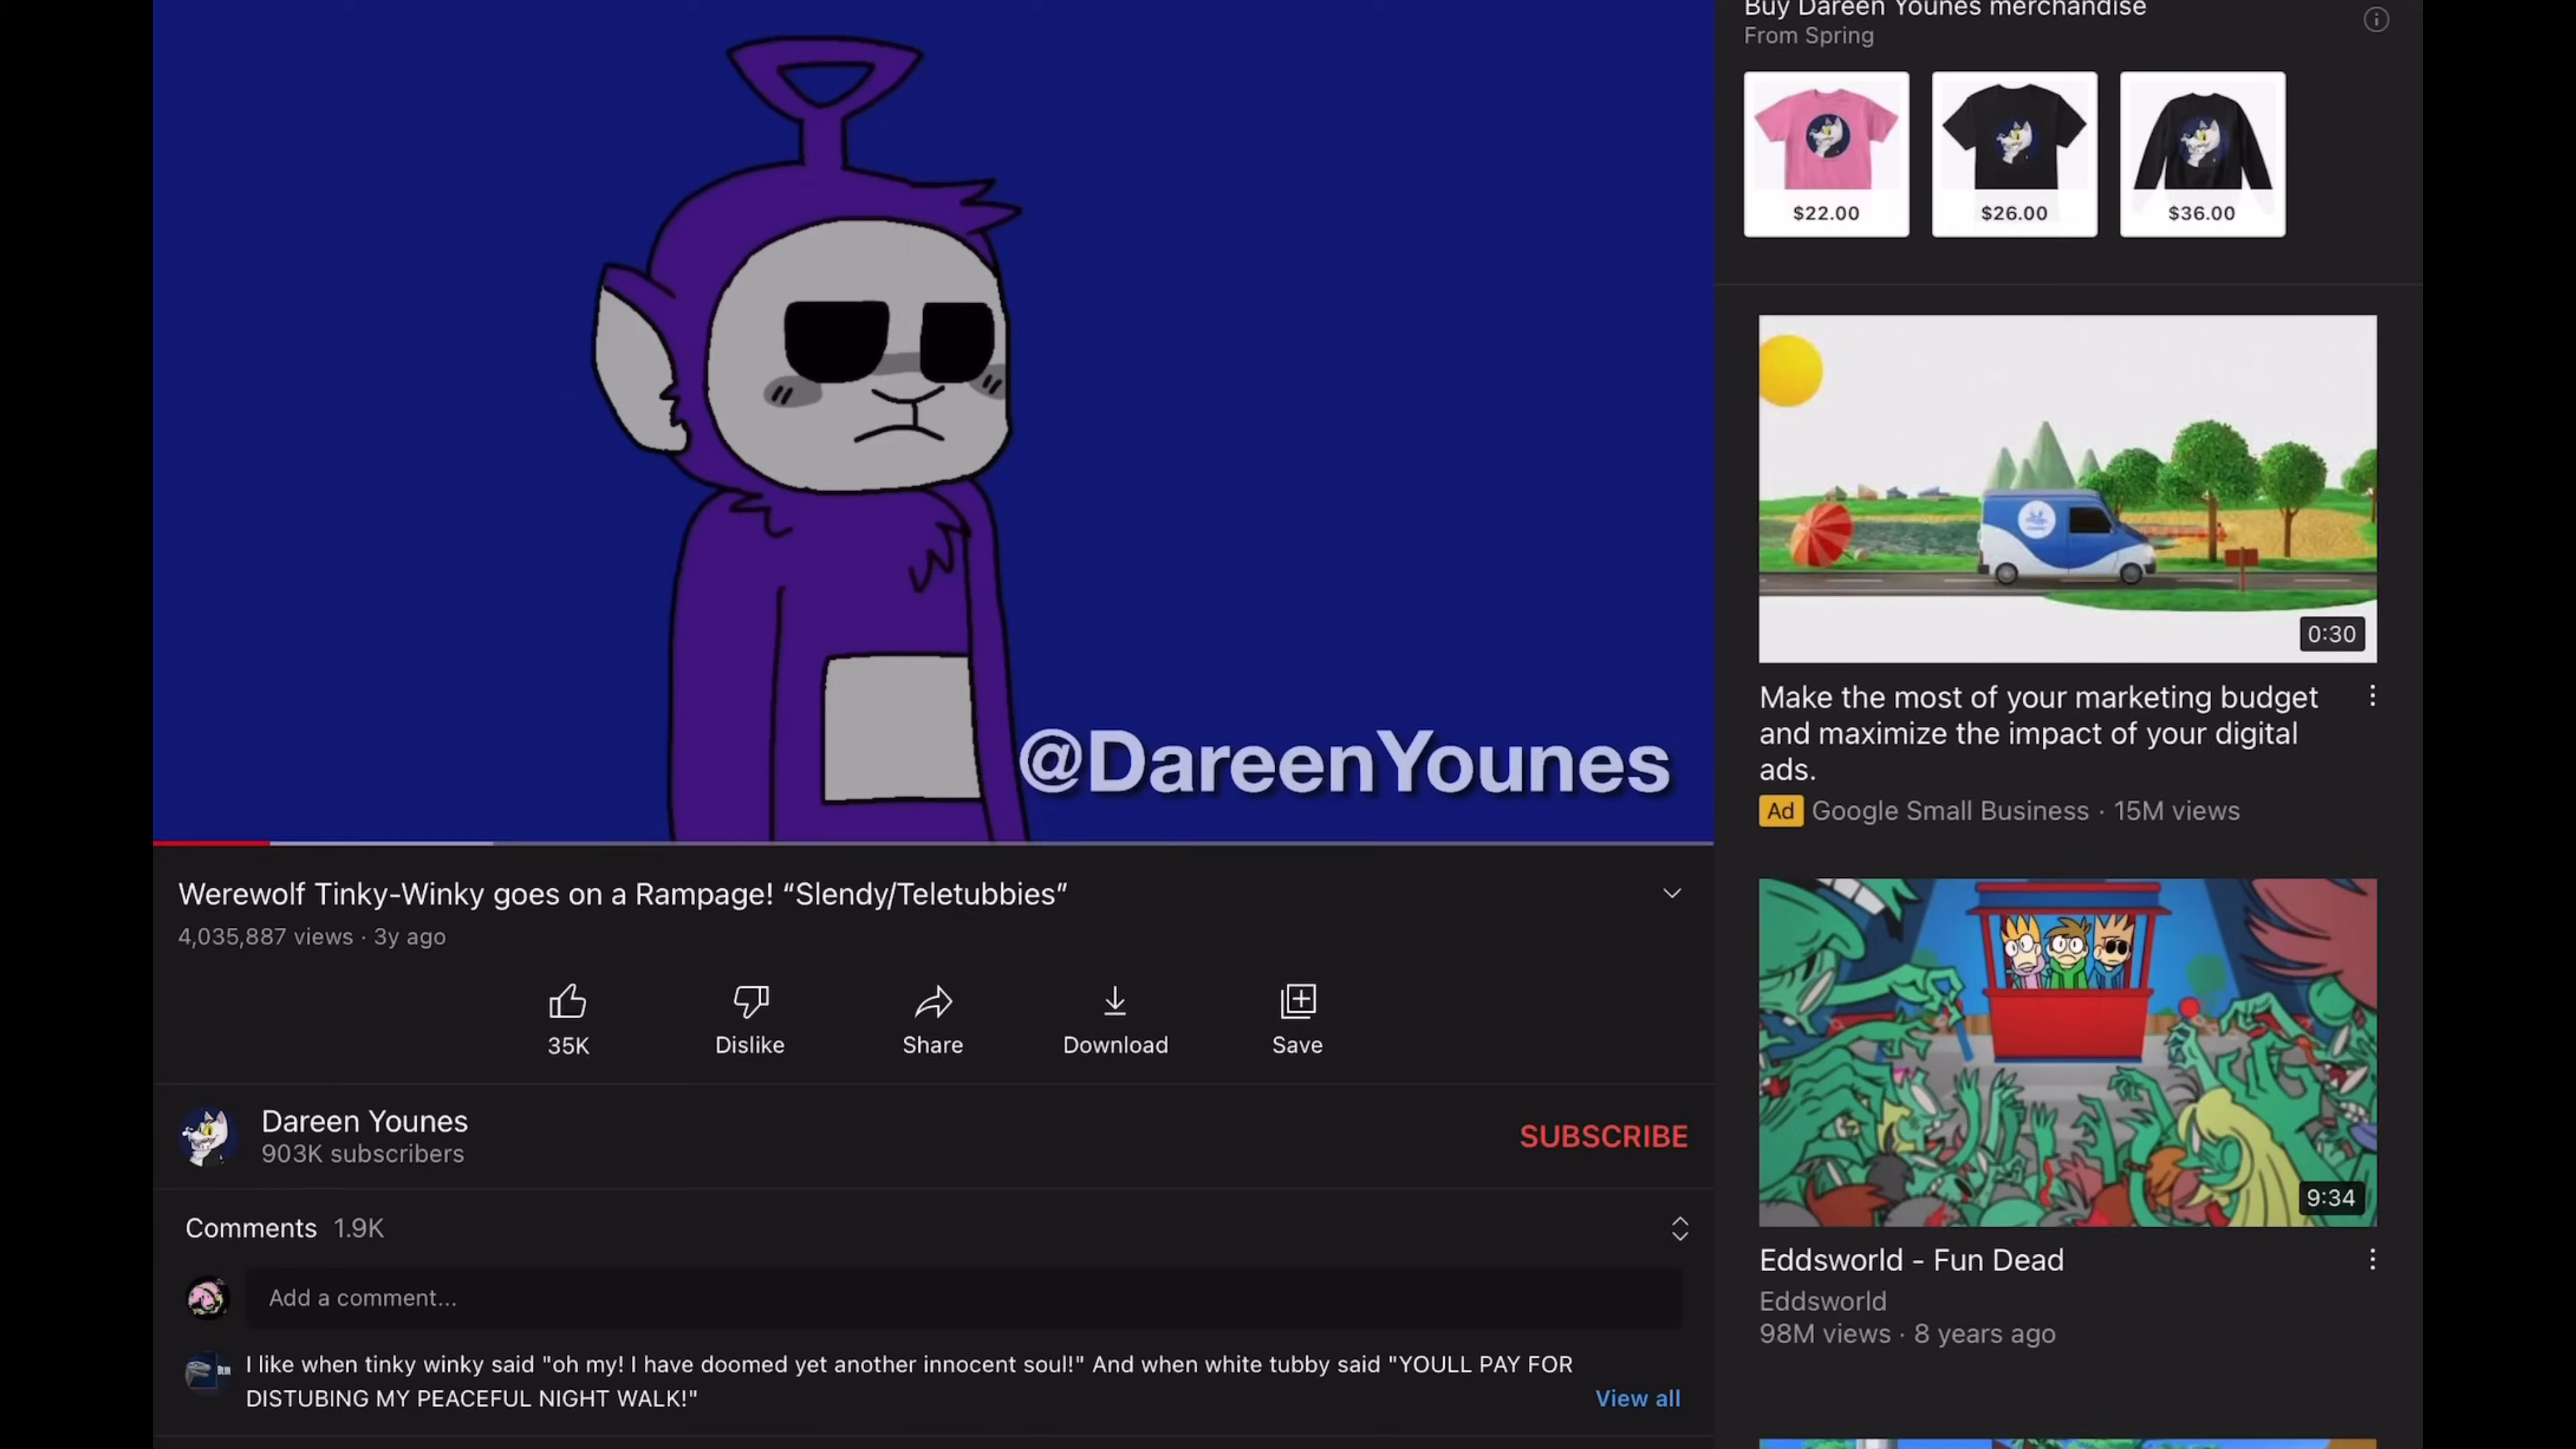 @DareenYounes
Werewolf Tinky-Winky goes on a Rampage! “Slendy/Teletubbies”
4,035,887 views · 3y ago
35K
Dislike
Share
Download
Save
Dareen Younes
903K subscribers
SUBSCRIBE
Comments 1.9K
Add a comment...
I like when tinky winky said "oh my! I have doomed yet another innocent soul!" And when white tubby said "YOULL PAY FOR
DISTUBING MY PEACEFUL NIGHT WALK!"
View all
Buy Dareen Younes merchandise
From Spring
$22.00
$26.00
$36.00
0:30
Make the most of your marketing budget
and maximize the impact of your digital
ads.
Ad Google Small Business · 15M views
9:34
Eddsworld - Fun Dead
Eddsworld
98M views · 8 years ago